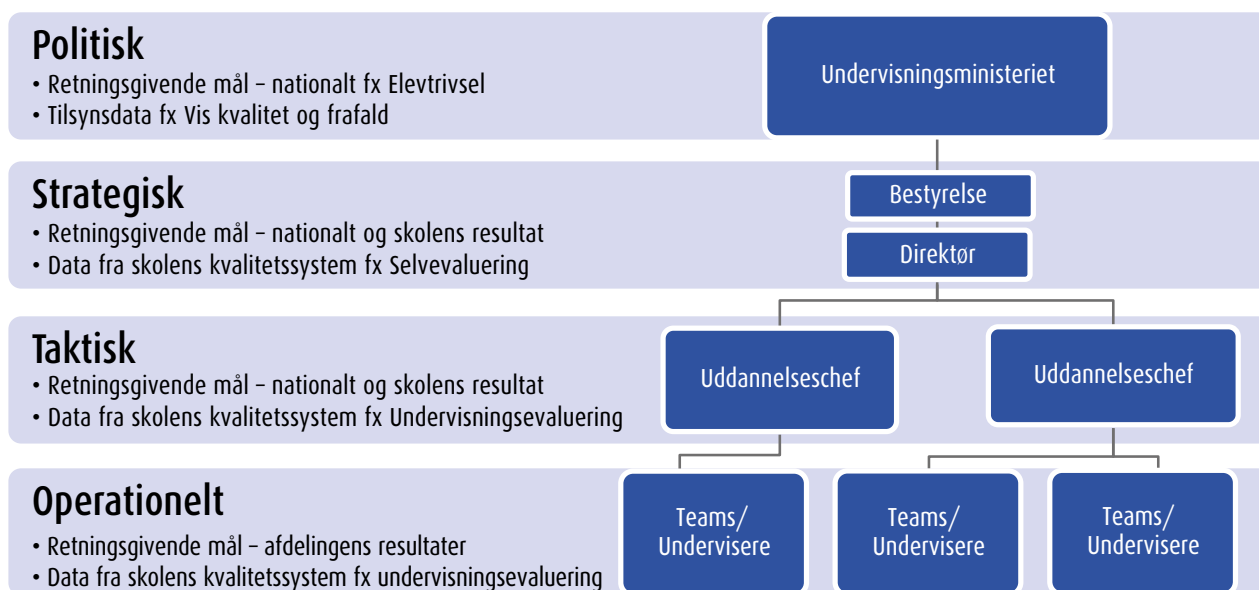 Politisk
• Retningsgivende mål – nationalt fx Elevtrivsel
• Tilsynsdata fx Vis kvalitet og frafald
Undervisningsministeriet
Strategisk
• Retningsgivende mål – nationalt og skolens resultat
• Data fra skolens kvalitetssystem fx Selvevaluering
Bestyrelse
Direktør
Taktisk
• Retningsgivende mål – nationalt og skolens resultat
• Data fra skolens kvalitetssystem fx Undervisningsevaluering
Uddannelseschef
Uddannelseschef
Operationelt
• Retningsgivende mål – afdelingens resultater
• Data fra skolens kvalitetssystem fx undervisningsevaluering
Teams/
Undervisere
Teams/
Undervisere
Teams/
Undervisere